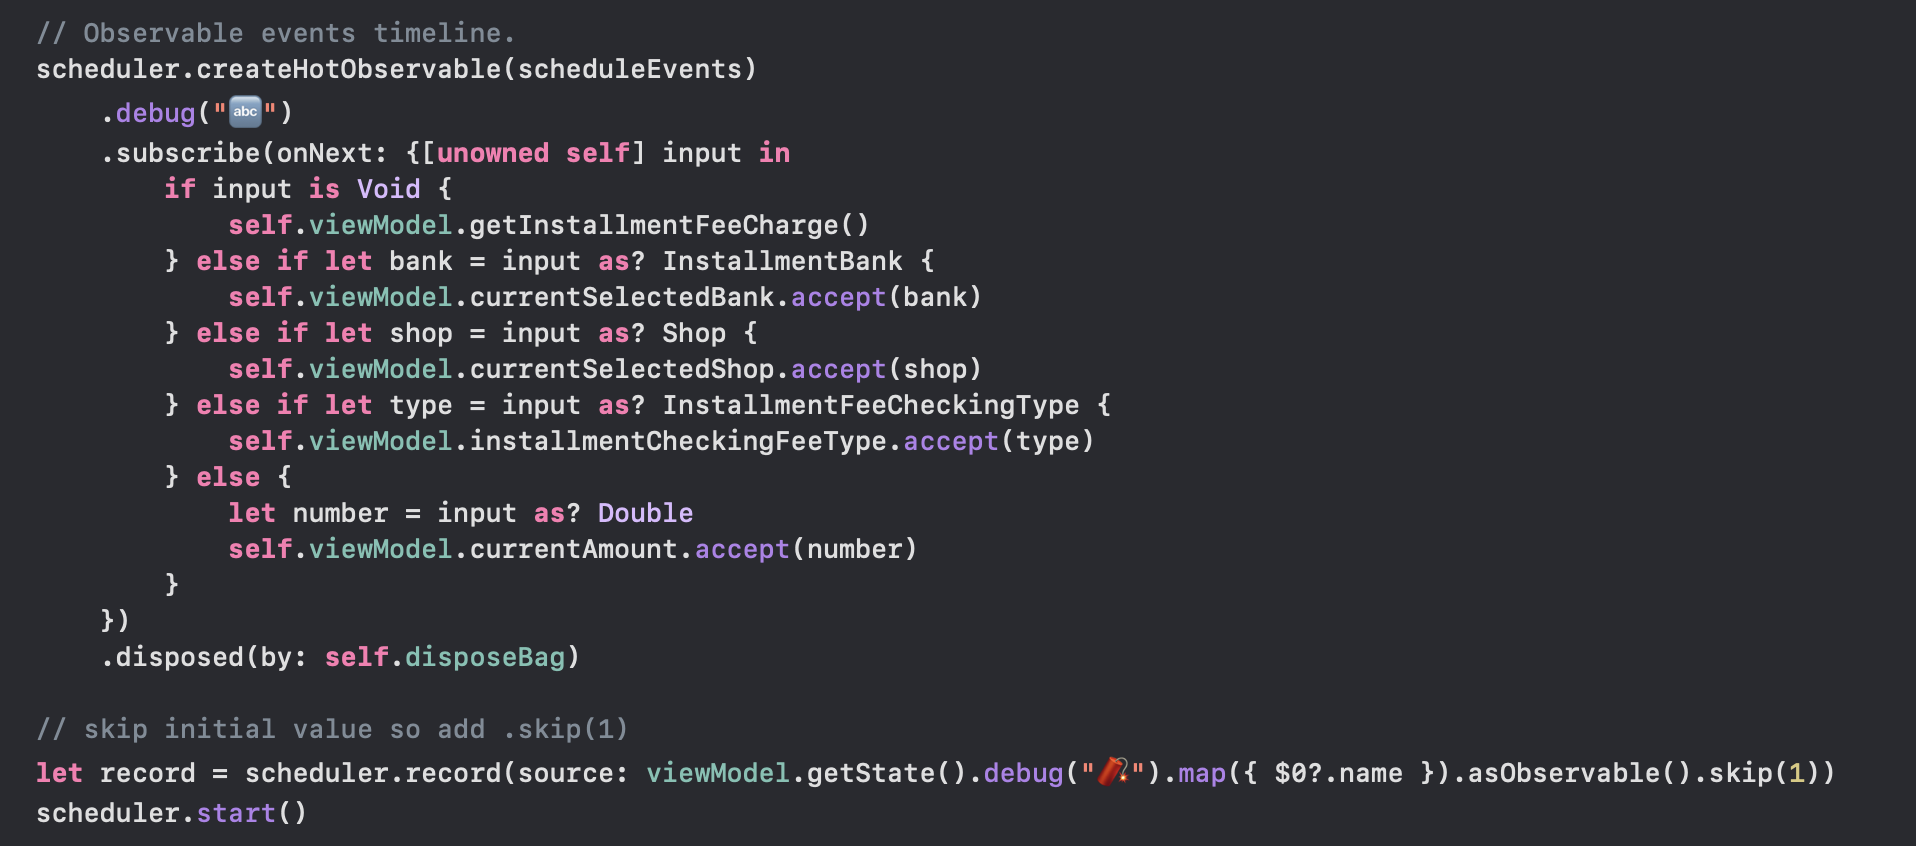 // Observable events timeline.
scheduler.createHotObservable(scheduleEvents)
.debug("🔤")
.subscribe(onNext: {[unowned self] input in
if input is Void {
self.viewModel.getInstallmentFeeCharge()
} else if let bank = input as? InstallmentBank {
self.viewModel.currentSelectedBank.accept(bank)
} else if let shop = input as? Shop {
self.viewModel.currentSelectedShop.accept(shop)
} else if let type = input as? InstallmentFeeCheckingType {
self.viewModel.installmentCheckingFeeType.accept(type)
} else {
let number = input as? Double
self.viewModel.currentAmount.accept(number)
}
})
.disposed(by: self.disposeBag)
// skip initial value so add .skip(1)
let record = scheduler.record(source: viewModel.getState().debug("🧨").map({ $0?.name }).asObservable().skip(1))
scheduler.start()